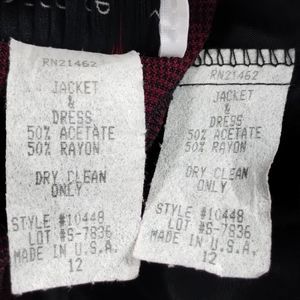 RN21462
JACKET
&
DRESS
50% ACETATE
50% RAYON
DRY CLEAN
ONLY
STYLE #10448
LOT #S-7836
MADE IN U.S.A.
12
RN21462
JACKET
&
DRESS
50% ACETATE
50% RAYON
DRY CLEAN
ONLY
STYLE #10448
LOT #S-7836
MADE IN U.S.A.
12